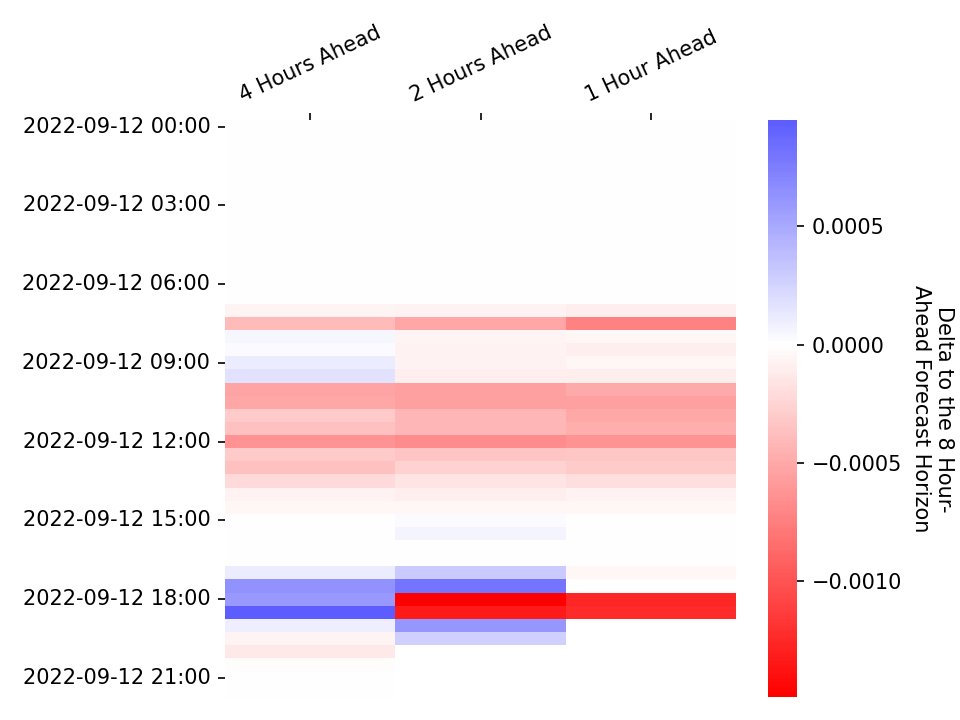 4 Hours Ahead
2 Hours Ahead
1 Hour Ahead
2022-09-12 00:00
2022-09-12 03:00
2022-09-12 06:00
2022-09-12 09:00
2022-09-12 12:00
2022-09-12 15:00
2022-09-12 18:00
2022-09-12 21:00
0.0005
0.0000
−0.0005
−0.0010
Delta to the 8 Hour-
Ahead Forecast Horizon